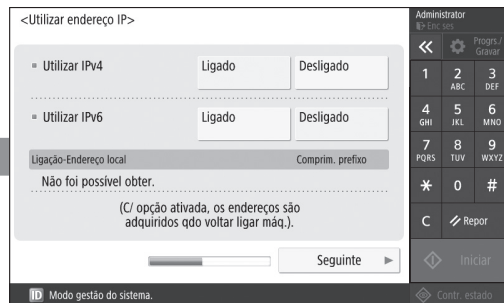 <Utilizar endereço IP>
Utilizar IPv4
Ligado
Desligado
Utilizar IPv6
Ligado
Desligado
Ligação-Endereço local
Comprim. prefixo
Não foi possível obter.
(C/ opção ativada, os endereços são
adquiridos qdo voltar ligar máq.).
Seguinte
ID Modo gestão do sistema.
Administrator
Enc ses
Progrs./
Gravar
1
2
ABC
3
DEF
4
GHI
5
JKL
6
MNO
7
PQRS
8
TUV
9
WXYZ
*
0
#
C
Repor
Iniciar
Contr. estado